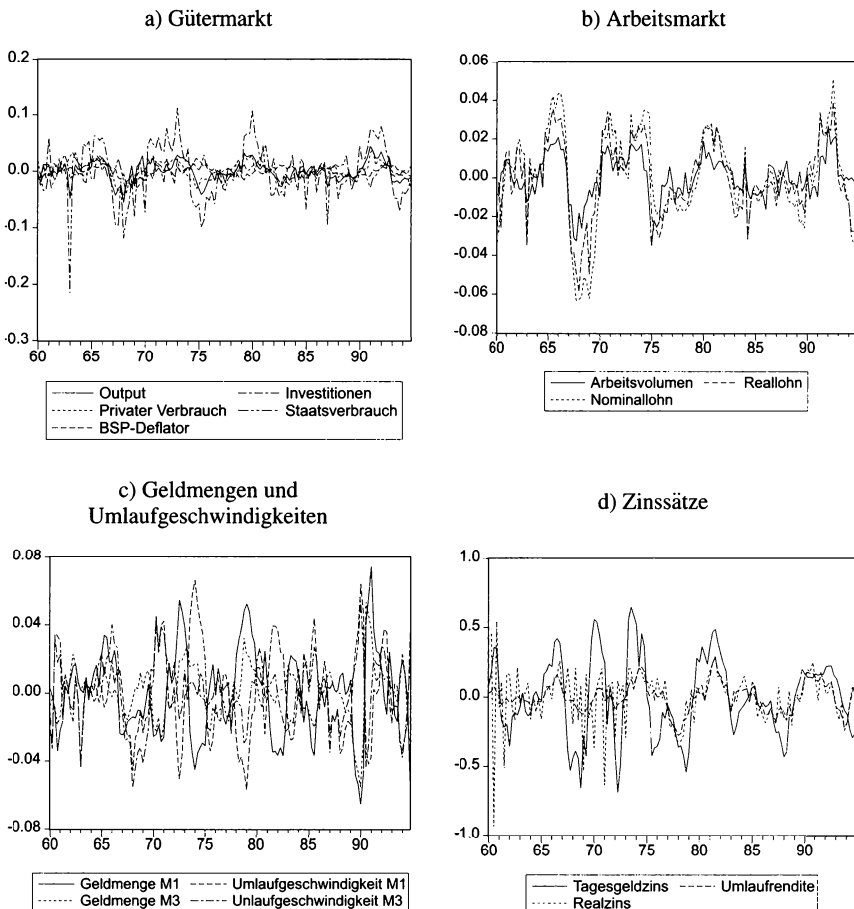 a) Gütermarkt
0.2
0.1
0.0
-0.1
-0.2
-0.3
60 65 70 75 80 85 90
Output Investitionen
Privater Verbrauch Staatsverbrauch
BSP-Deflator
b) Arbeitsmarkt
0.06
0.04
0.02
0.00
-0.02
-0.04
-0.06
-0.08
60 65 70 75 80 85 90
Arbeitsvolumen Reallohn
Nominallohn
c) Geldmengen und
Umlaufgeschwindigkeiten
0.08
0.04
0.00
-0.04
-0.08
60 65 70 75 80 85 90
Geldmenge M1 Umlaufgeschwindigkeit M1
Geldmenge M3 Unlaufgeschwindigkeit M3
d) Zinssätze
1.0
0.5
0.0
-0.5
-1.0
60 65 70 75 80 85 90
Tagesgeldzins Umlaufrendite
Realzins